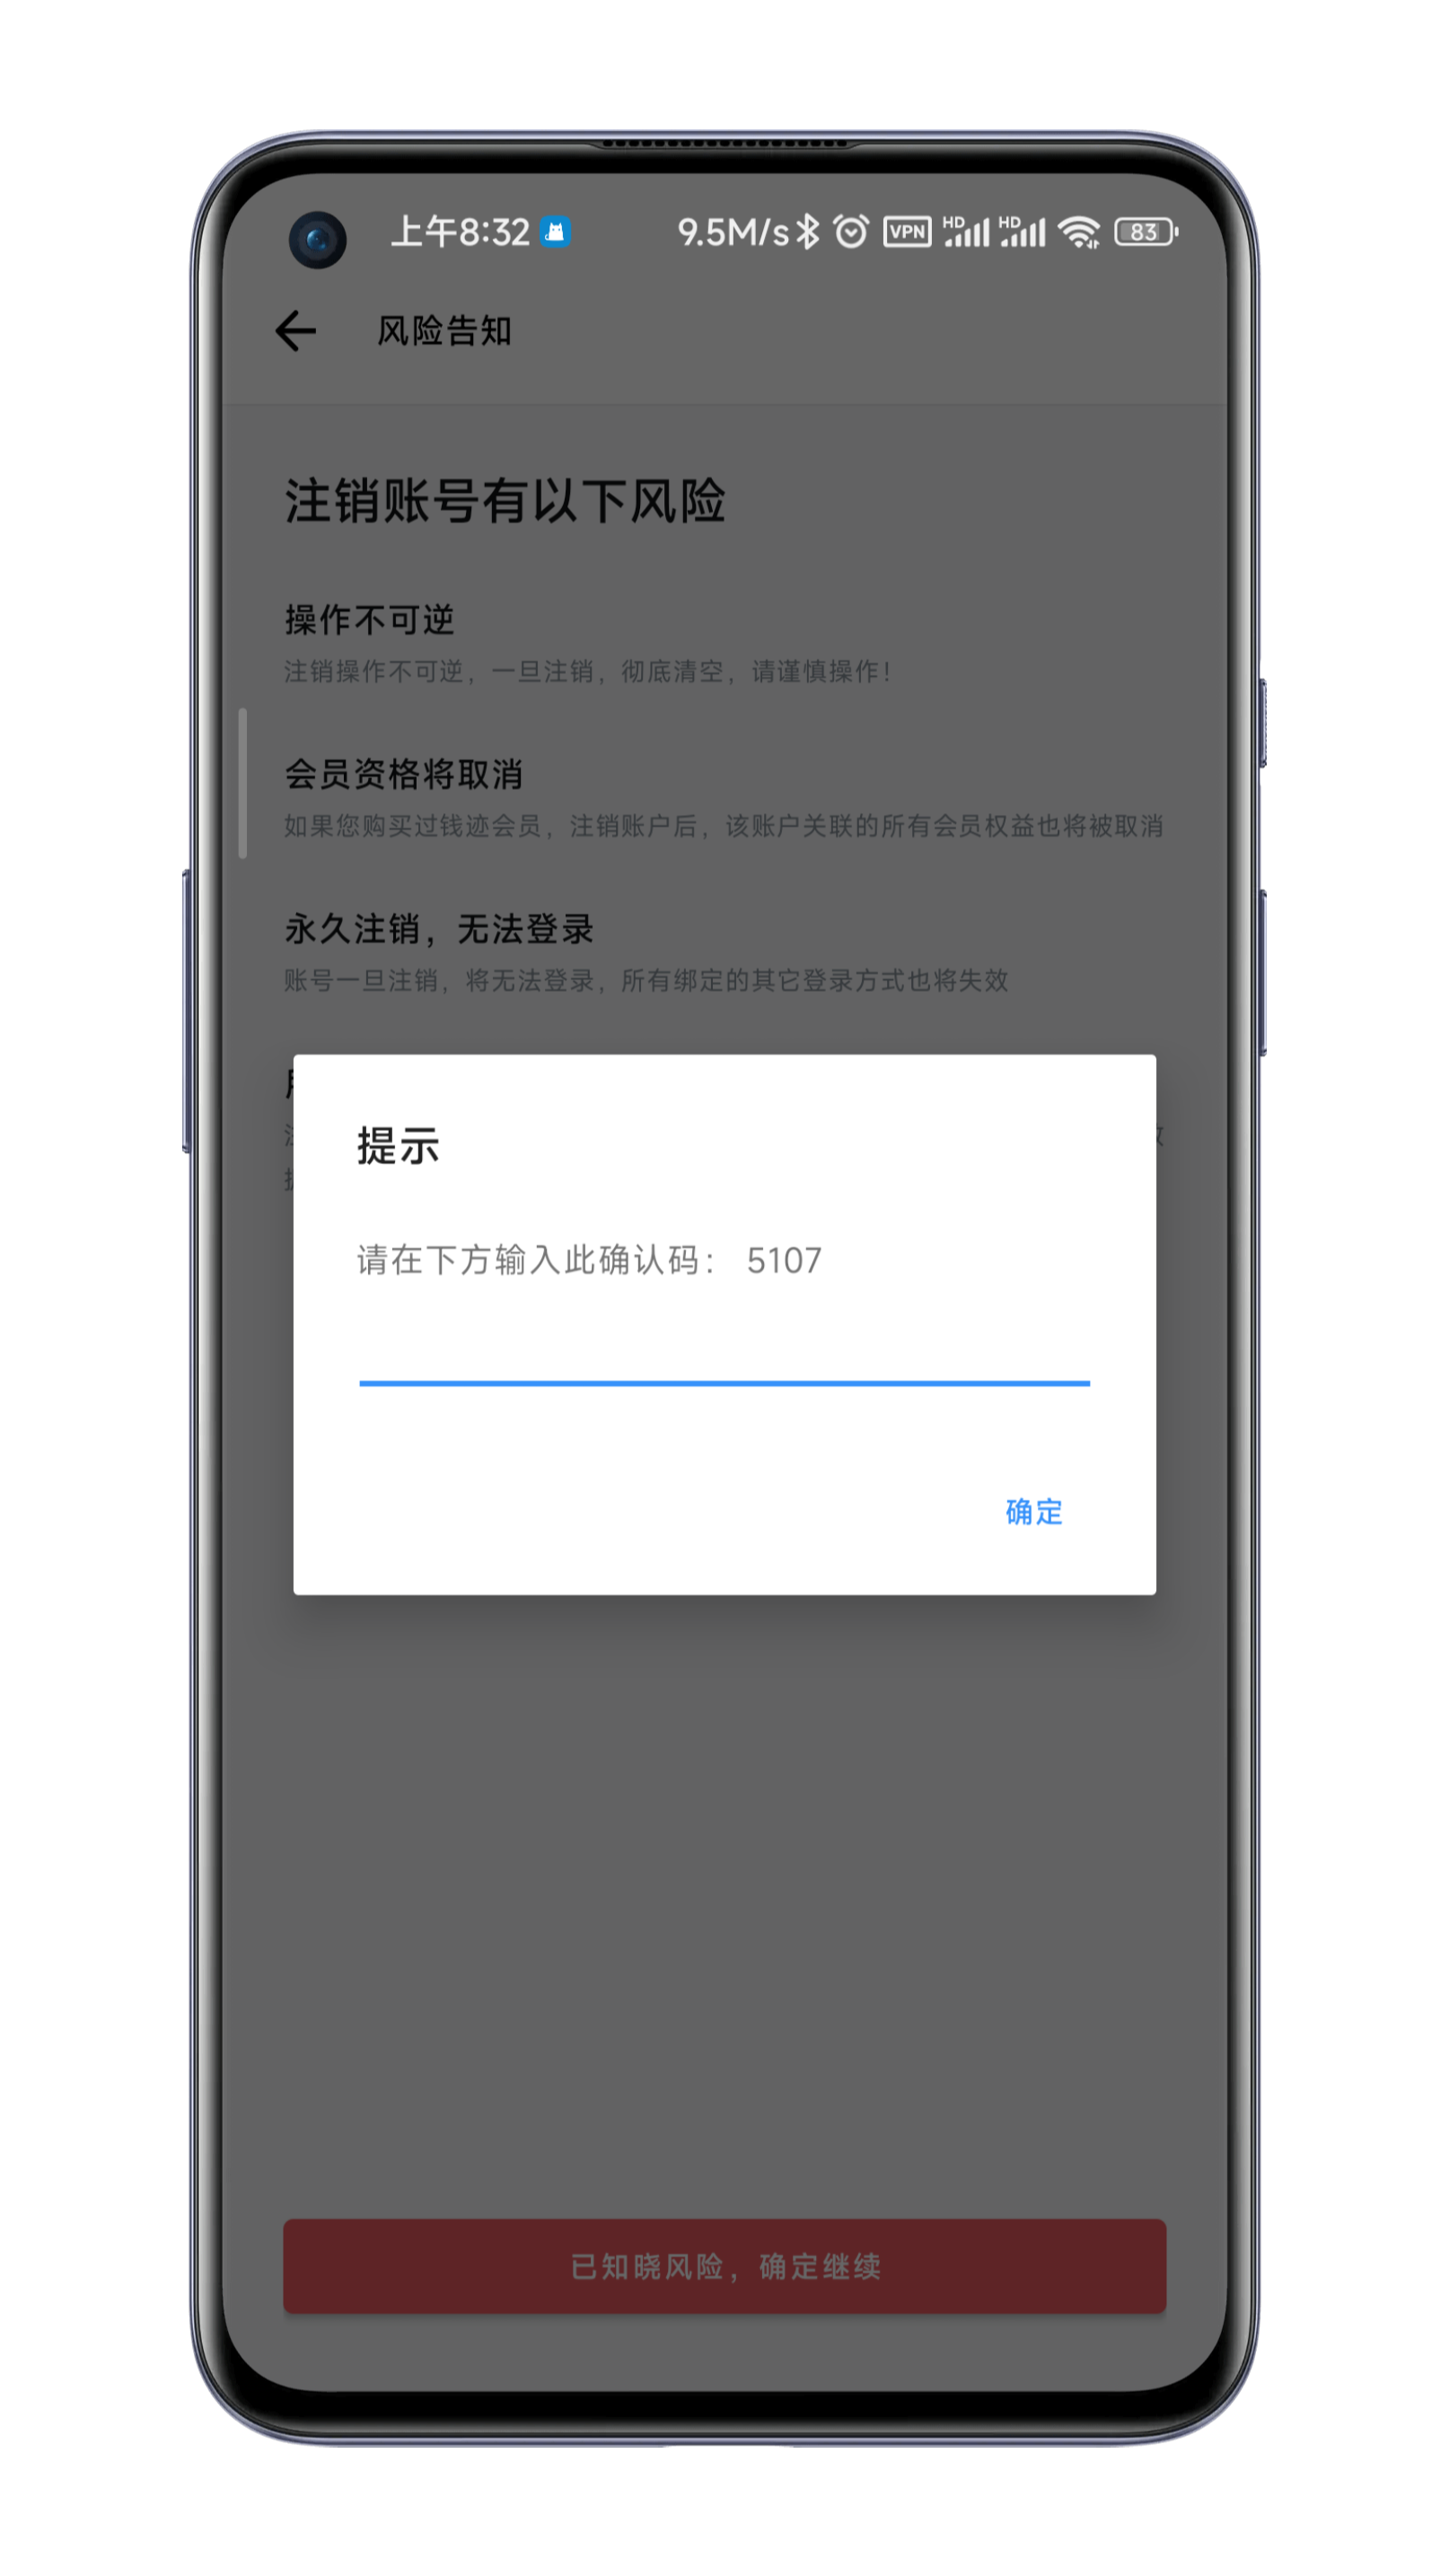 上午8:32
9.5M/s
VPN
HD
HD
83
风险告知
注销账号有以下风险
操作不可逆
注销操作不可逆，一旦注销，彻底清空，请谨慎操作！
会员资格将取消
如果您购买过钱迹会员，注销账户后，该账户关联的所有会员权益也将被取消
永久注销，无法登录
账号一旦注销，将无法登录，所有绑定的其它登录方式也将失效
提示
请在下方输入此确认码： 5107
确定
已知晓风险，确定继续